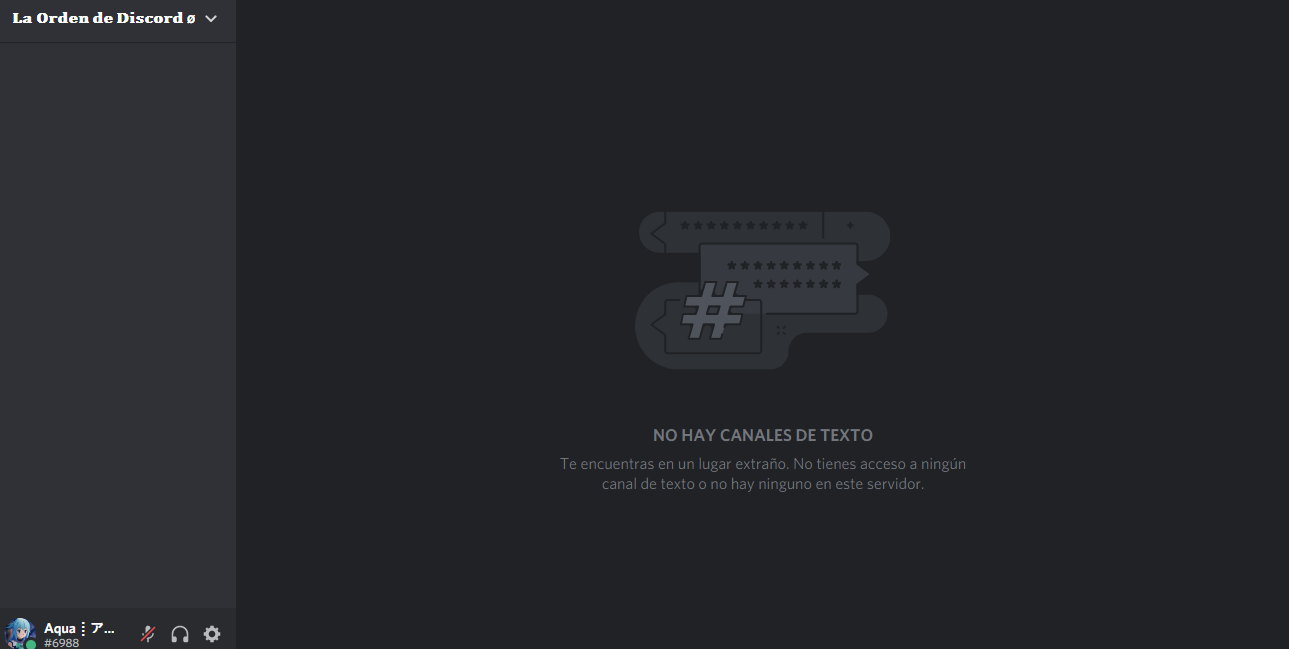 La Orden de Discord ø
NO HAY CANALES DE TEXTO
Te encuentras en un lugar extraño. No tienes acceso a ningún
canal de texto o no hay ninguno en este servidor.
Aqua⋮ア...
#6988